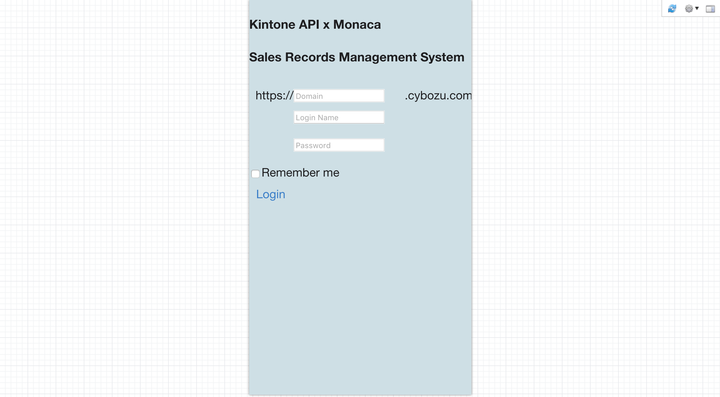 Kintone API x Monaca
Sales Records Management System
https:// Domain .cybozu.com
Login Name
Password
Remember me
Login